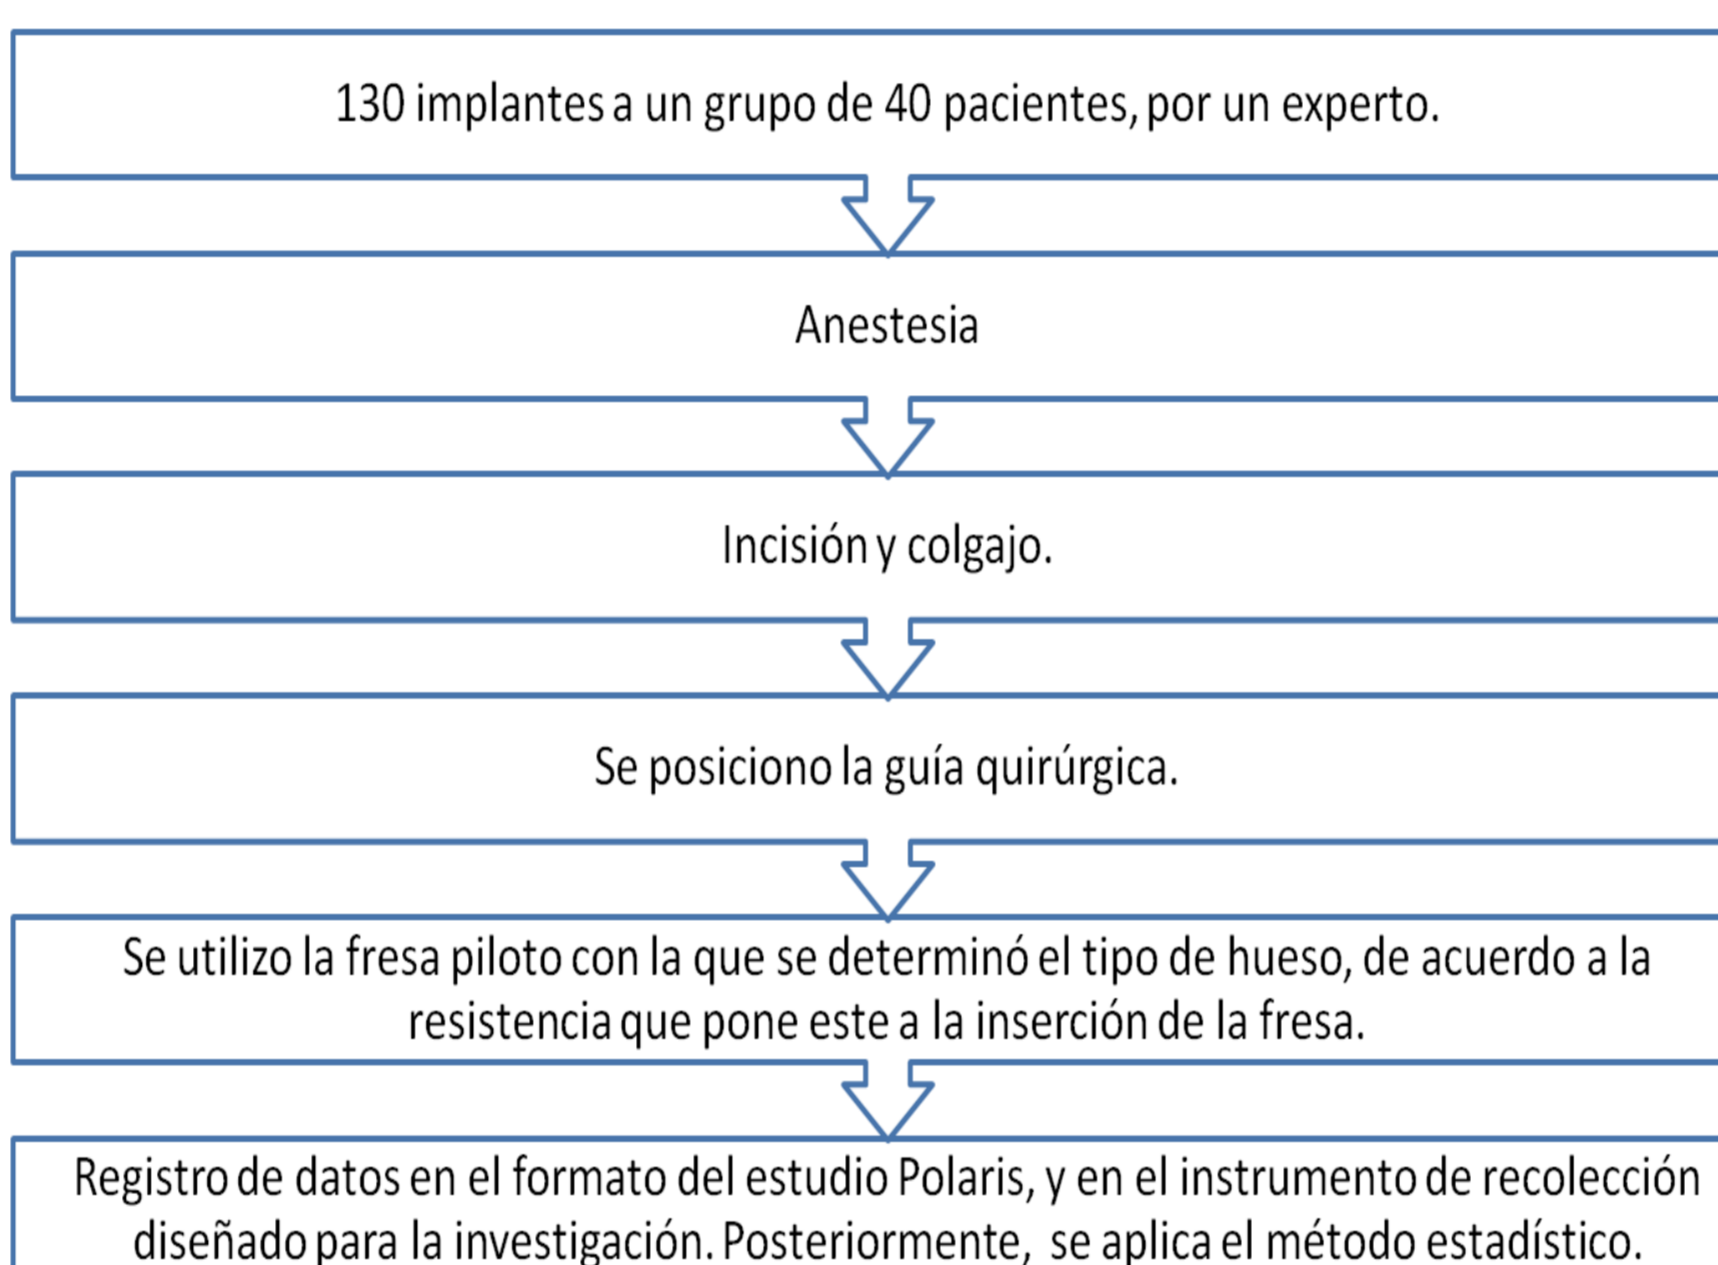 130 implantes a un grupo de 40 pacientes, por un experto.
Anestesia
Incisión y colgajo.
Se posiciono la guía quirúrgica.
Se utilizo la fresa piloto con la que se determinó el tipo de hueso, de acuerdo a la
resistencia que pone este a la inserción de la fresa.
Registro de datos en el formato del estudio Polaris, y en el instrumento de recolección
diseñado para la investigación. Posteriormente, se aplica el método estadístico.